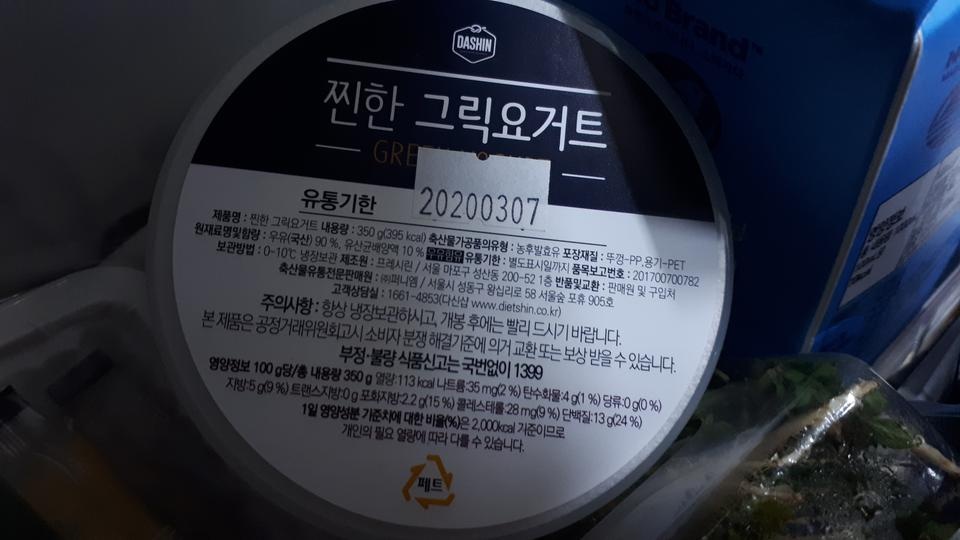 DASHIN
찐한 그릭요거트
유통기한
20200307
제품명 : 찐한 그릭요거트 내용량 : 350 g(395 kcal) 축산물가공품의유형 : 농후발효유 포장재질 : 뚜껑-PP,용기-PET
원재료명및함량 : 우유(국산) 90 %, 유산균배양액 10 % 우유함유 유통기한 : 별도표시일까지 품목보고번호 : 201700700782
보관방법 : 0~10℃ 냉장보관 제조원 : 프레시린 / 서울 마포구 성산동 200-52 1층 반품및교환 : 판매원 및 구입처
축산물유통전문판매원 : ㈜퍼니엠 / 서울시 성동구 왕십리로 58 서울숲 포휴 905호
고객상담실 : 1661-4853(다신샵 www.dietshin.co.kr)
주의사항 : 항상 냉장보관하시고, 개봉 후에는 빨리 드시기 바랍니다.
본 제품은 공정거래위원회고시 소비자 분쟁 해결기준에 의거 교환 또는 보상 받을 수 있습니다.
부정·불량 식품신고는 국번없이 1399
영양정보 100 g당/총 내용량 350 g 열량:113 kcal 나트륨:35 mg(2 %) 탄수화물:4 g(1 %) 당류:0 g(0 %)
지방:5 g(9 %) 트랜스지방:0 g 포화지방:2.2 g(15 %) 콜레스테롤:28 mg(9 %) 단백질:13 g(24 %)
1일 영양성분 기준치에 대한 비율(%)은 2,000kcal 기준이므로
개인의 필요 열량에 따라 다를 수 있습니다.
페트
Brand